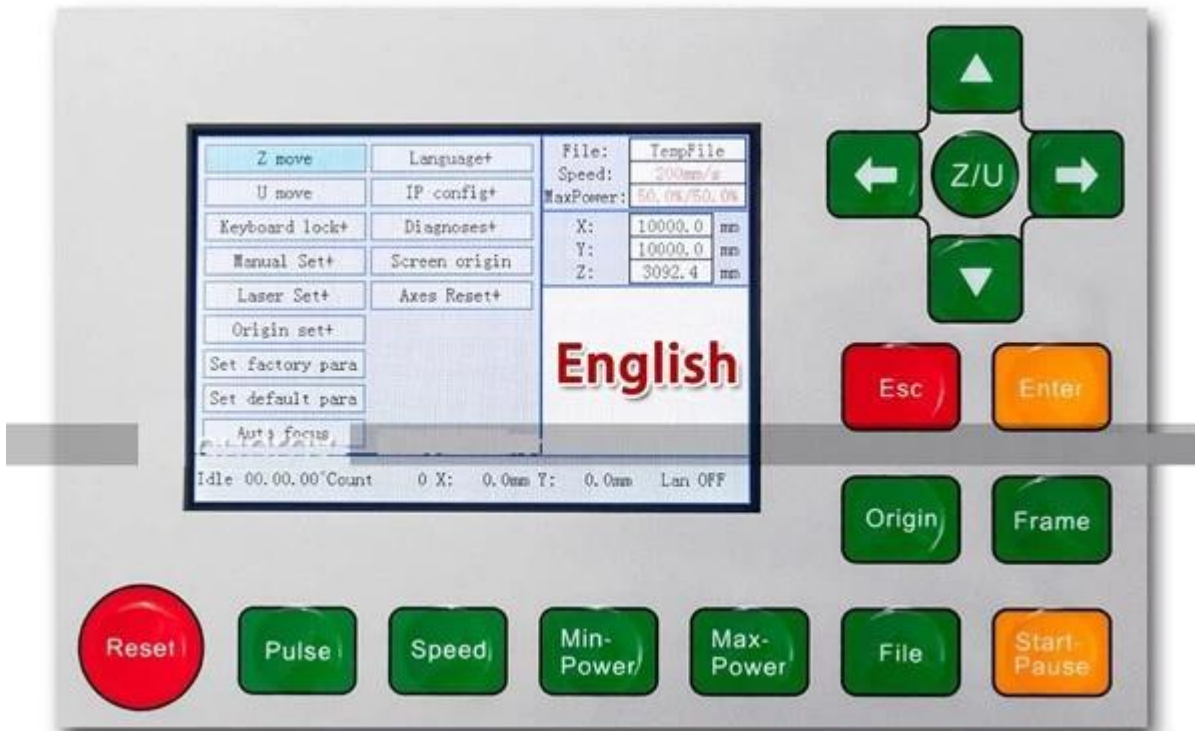 Z move
U move
Keyboard lock+
Manual Set+
Laser Set+
Origin set+
Set factory para
Set default para
Auto focus
Language+
IP config+
Diagnoses+
Screen origin
Axes Reset+
File: TempFile
Speed: 200mm/s
MaxPower: 50.0%/50.0%
X: 10000.0 mm
Y: 10000.0 mm
Z: 3092.4 mm
English
Idle 00.00.00"Count 0 X: 0.0mm Y: 0.0mm Lan OFF
Z/U
Esc
Enter
Origin
Frame
Reset
Pulse
Speed
Min-
Power
Max-
Power
File
Start-
Pause